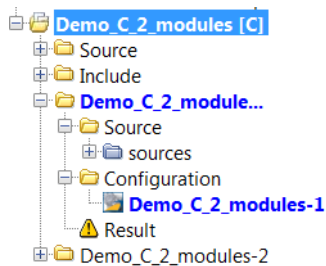 Demo_C_2_modules [C]
Source
Include
Demo_C_2_module...
Source
sources
Configuration
Demo_C_2_modules-1
Result
Demo_C_2_modules-2